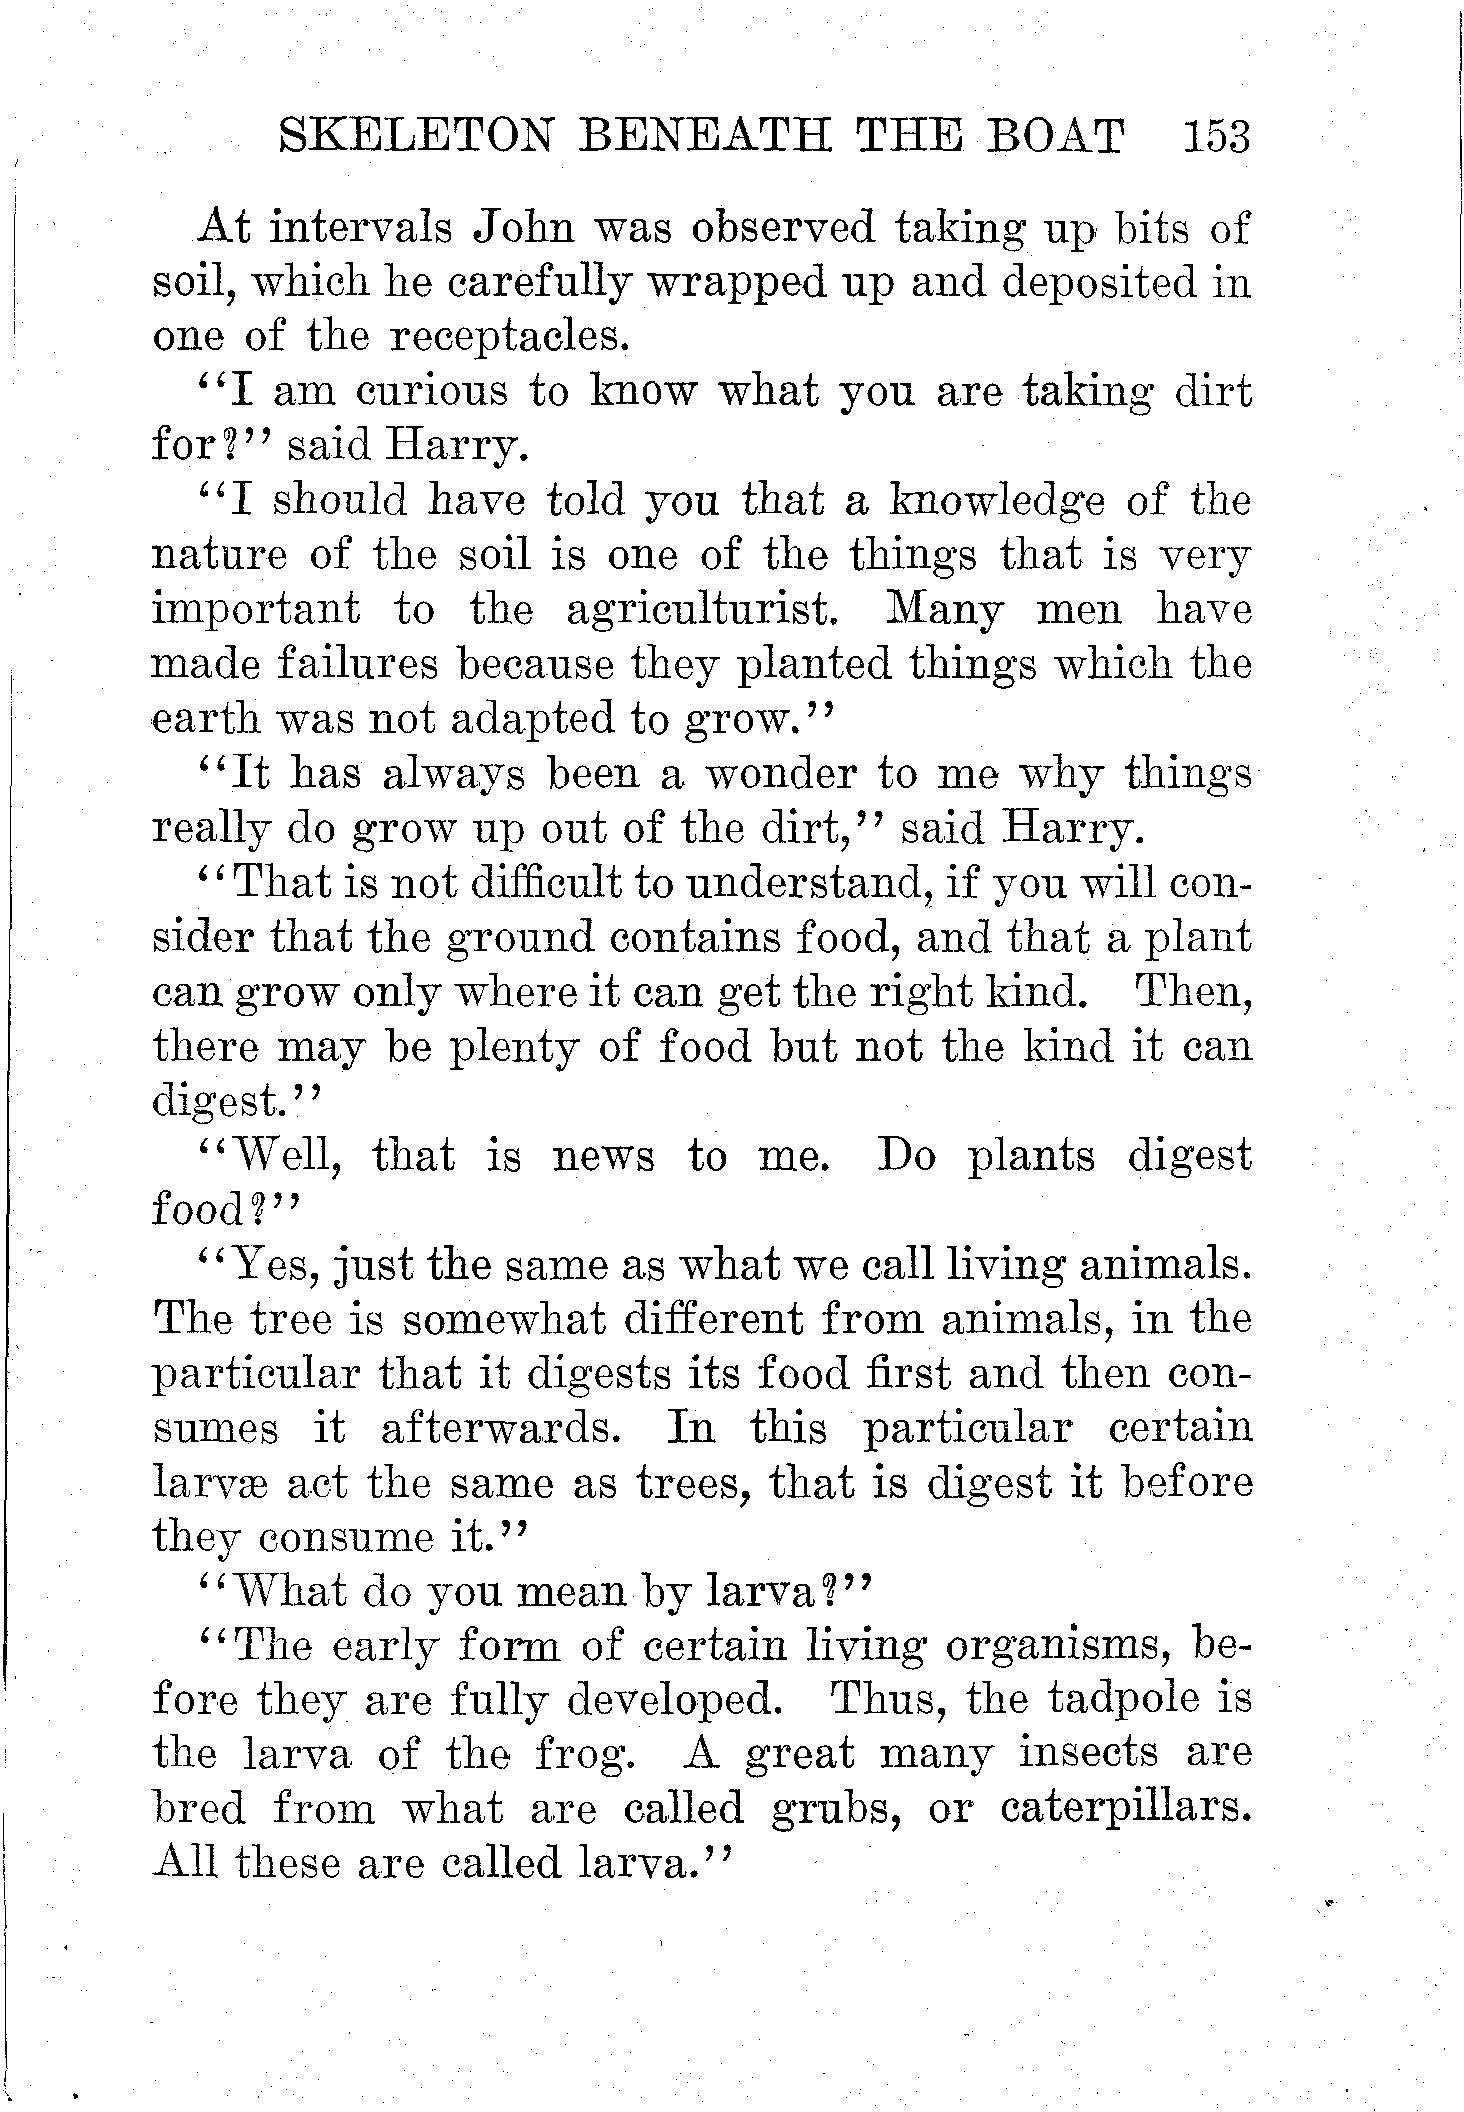 SKELETON BENEATH THE BOAT 153
At intervals John was observed taking up bits of
soil, which he carefully wrapped up and deposited in
one of the receptacles.
"I am curious to know what you are taking dirt
for?" said Harry.
"I should have told you that a knowledge of the
nature of the soil is one of the things that is very
important to the agriculturist. Many men have
made failures because they planted things which the
earth was not adapted to grow."
"It has always been a wonder to me why things
really do grow up out of the dirt," said Harry.
"That is not difficult to understand, if you will con-
sider that the ground contains food, and that a plant
can grow only where it can get the right kind. Then,
there may be plenty of food but not the kind it can
digest."
"Well, that is news to me. Do plants digest
food?"
"Yes, just the same as what we call living animals.
The tree is somewhat different from animals, in the
particular that it digests its food first and then con-
sumes it afterwards. In this particular certain
larvæ act the same as trees, that is digest it before
they consume it."
"What do you mean by larva?"
"The early form of certain living organisms, be-
fore they are fully developed. Thus, the tadpole is
the larva of the frog. A great many insects are
bred from what are called grubs, or caterpillars.
All these are called larva."